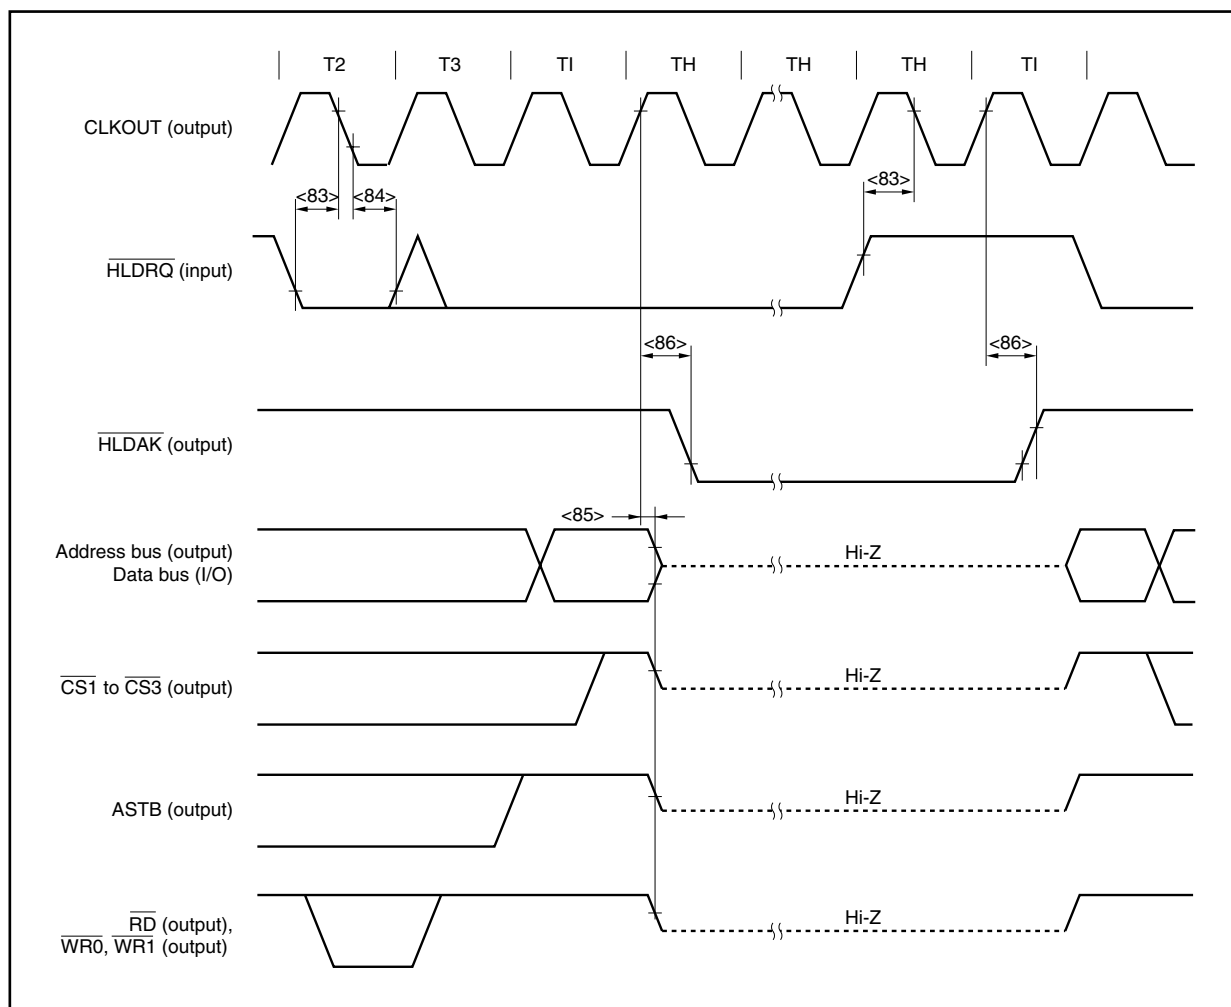 T2 T3 TI TH TH TH TI
CLKOUT (output)
<83> <84> <83>
HLDRQ (input)
<86> <86>
HLDAK (output)
<85>
Address bus (output)
Data bus (I/O)
Hi-Z
CS1 to CS3 (output)
Hi-Z
ASTB (output)
Hi-Z
RD (output),
WR0, WR1 (output)
Hi-Z